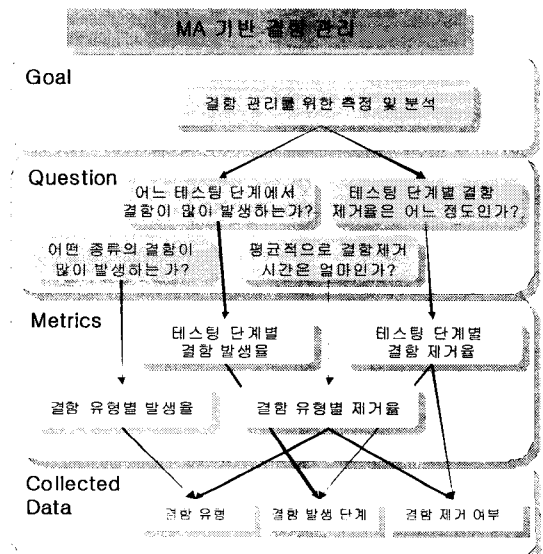 MA 기반 결함 관리
Goal
결함 관리를 위한 측정 및 분석
Question
어느 테스팅 단계에서
결함이 많이 발생하는가?
테스팅 단계별 결함
제거율은 어느 정도인가?
어떤 종류의 결함이
많이 발생하는가?
평균적으로 결함제거
시간은 얼마인가?
Metrics
테스팅 단계별
결함 발생율
테스팅 단계별
결함 제거율
결함 유형별 발생율
결함 유형별 제거율
Collected
Data
결함 유형
결함 발생 단계
결함 제거 여부